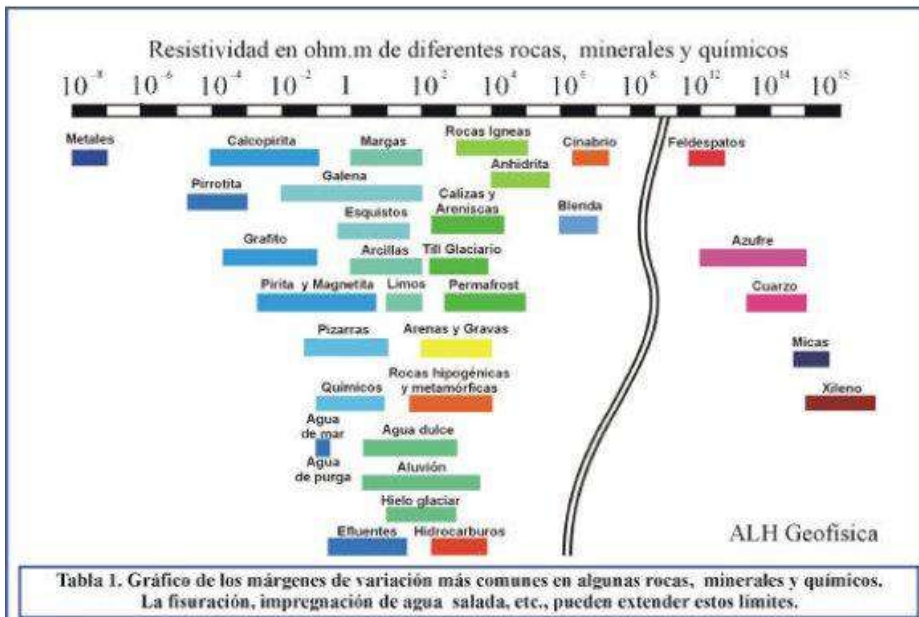 Resistividad en ohm.m de diferentes rocas, minerales y químicos
10⁻⁸ 10⁻⁶ 10⁻⁴ 10⁻² 1 10² 10⁴ 10⁶ 10⁸ 10¹² 10¹⁴ 10¹⁵
Metales
Calcopirita
Margas
Rocas Igneas
Cinabrio
Feldespatos
Anhidrita
Pirrotita
Galena
Calizas y
Areniscas
Blenda
Esquistos
Grafito
Arcillas
Till Glaciario
Azufre
Pirita y Magnetita
Limos
Permafrost
Cuarzo
Pizarras
Arenas y Gravas
Micas
Químicos
Rocas hipogénicas
y metamórficas
Xileno
Agua
de mar
Agua
de purga
Agua dulce
Aluvión
Hielo glaciar
Efluentes
Hidrocarburos
ALH Geofísica
Tabla 1. Gráfico de los márgenes de variación más comunes en algunas rocas, minerales y químicos.
La fisuración, impregnación de agua salada, etc., pueden extender estos límites.